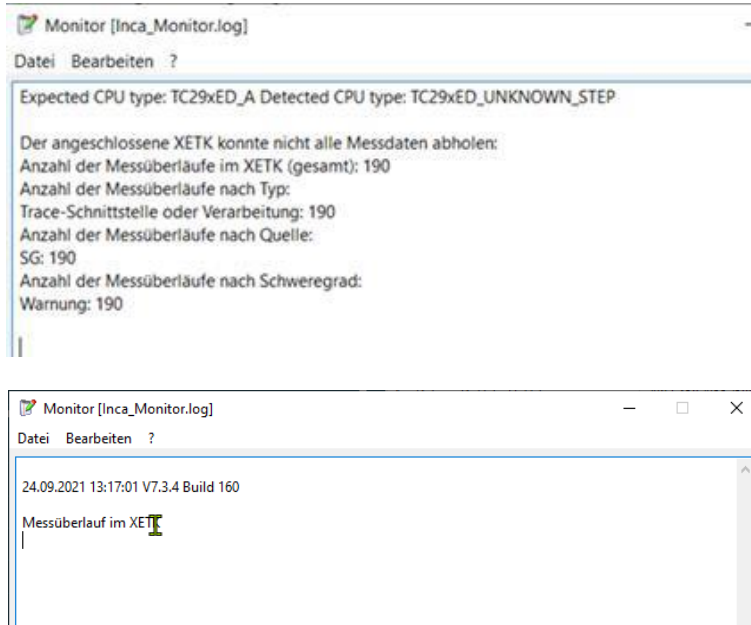 Monitor [Inca_Monitor.log]
Datei Bearbeiten ?
Expected CPU type: TC29xED_A Detected CPU type: TC29xED_UNKNOWN_STEP
Der angeschlossene XETK konnte nicht alle Messdaten abholen:
Anzahl der Messüberläufe im XETK (gesamt): 190
Anzahl der Messüberläufe nach Typ:
Trace-Schnittstelle oder Verarbeitung: 190
Anzahl der Messüberläufe nach Quelle:
SG: 190
Anzahl der Messüberläufe nach Schweregrad:
Warnung: 190
Monitor [Inca_Monitor.log]
Datei Bearbeiten ?
24.09.2021 13:17:01 V7.3.4 Build 160
Messüberlauf im XETK